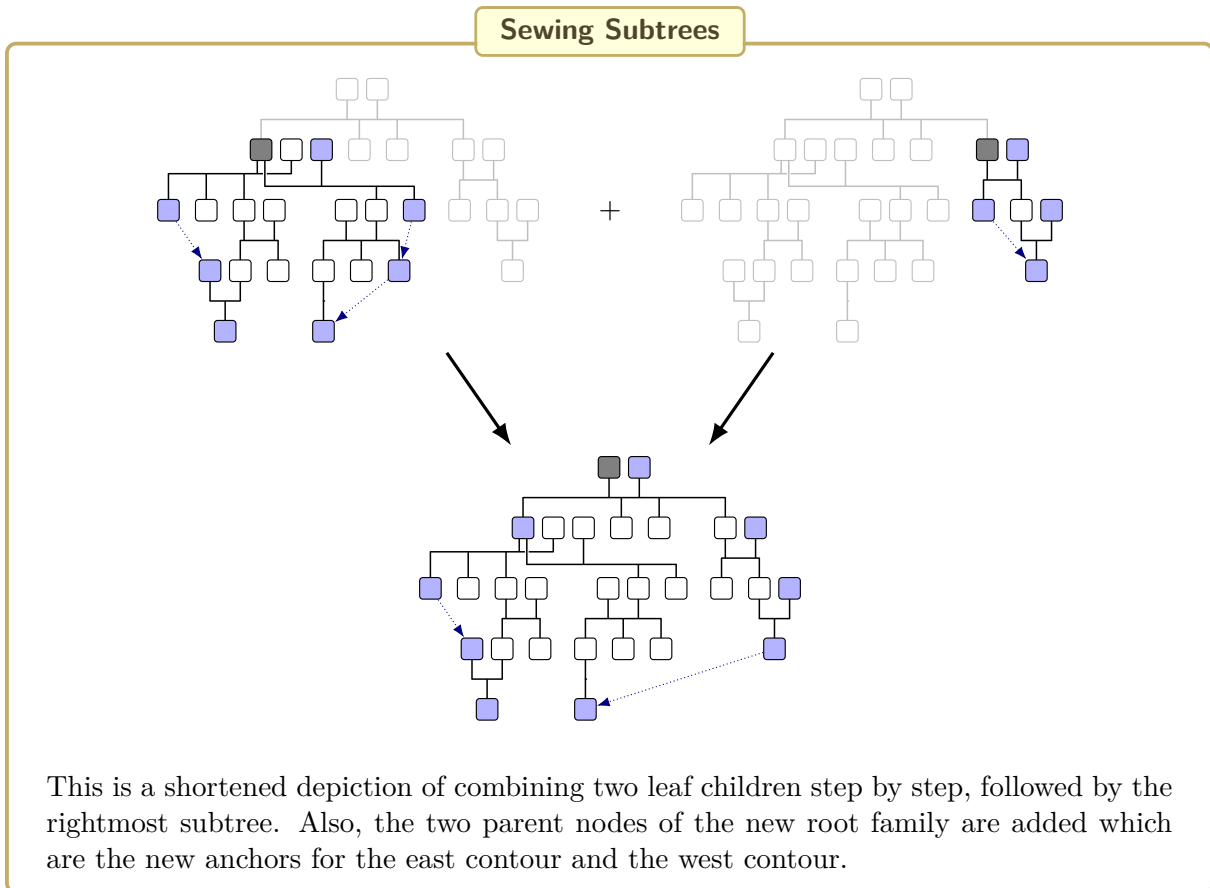 Sewing Subtrees
+
This is a shortened depiction of combining two leaf children step by step, followed by the
rightmost subtree. Also, the two parent nodes of the new root family are added which
are the new anchors for the east contour and the west contour.